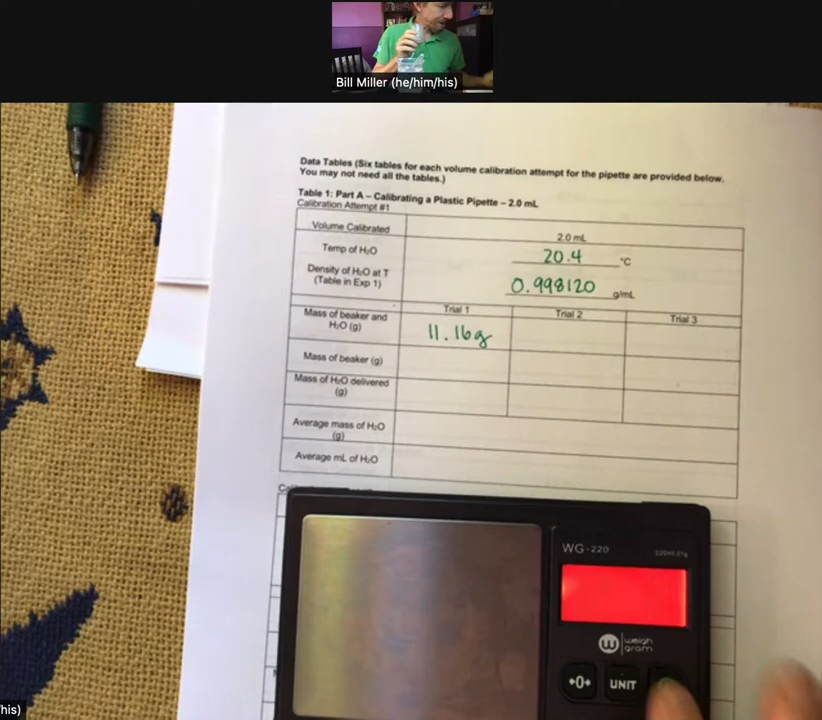 Bill Miller (he/him/his)
Data Tables (Six tables for each volume calibration attempt for the pipette are provided below.
You may not need all the tables.)
Table 1: Part A – Calibrating a Plastic Pipette – 2.0 mL
Calibration Attempt #1
Volume Calibrated
2.0 mL
Temp of H₂O
20.4 °C
Density of H₂O at T
(Table in Exp 1)
0.998120 g/mL
Trial 1 Trial 2 Trial 3
Mass of beaker and
H₂O (g)
11.16g
Mass of beaker (g)
Mass of H₂O delivered
(g)
Average mass of H₂O
(g)
Average mL of H₂O
WG-220
220x0.01g
weigh
gram
+0+ UNIT
his)